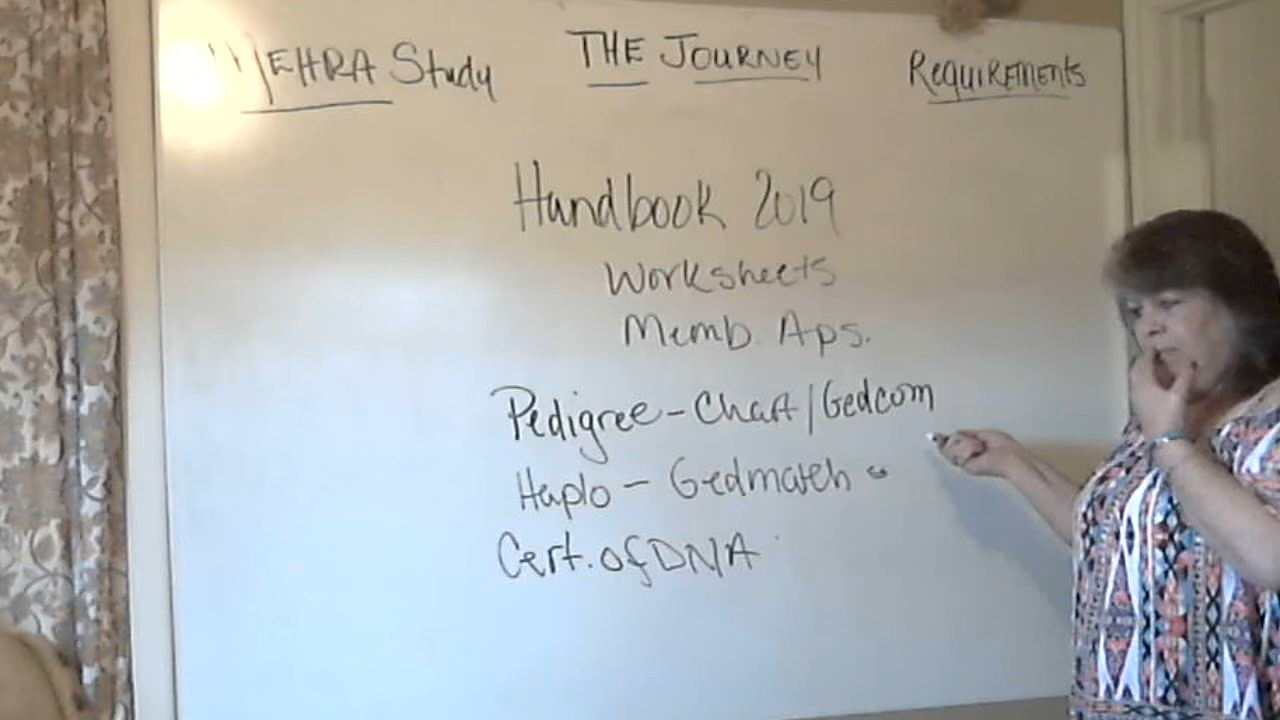 MEHRA Study THE JOURNEY REQUIREMENTS
Handbook 2019
Worksheets
Memb. Aps.
Pedigree - Chart/Gedcom
Haplo - Gedmatch
Cert. of DNA